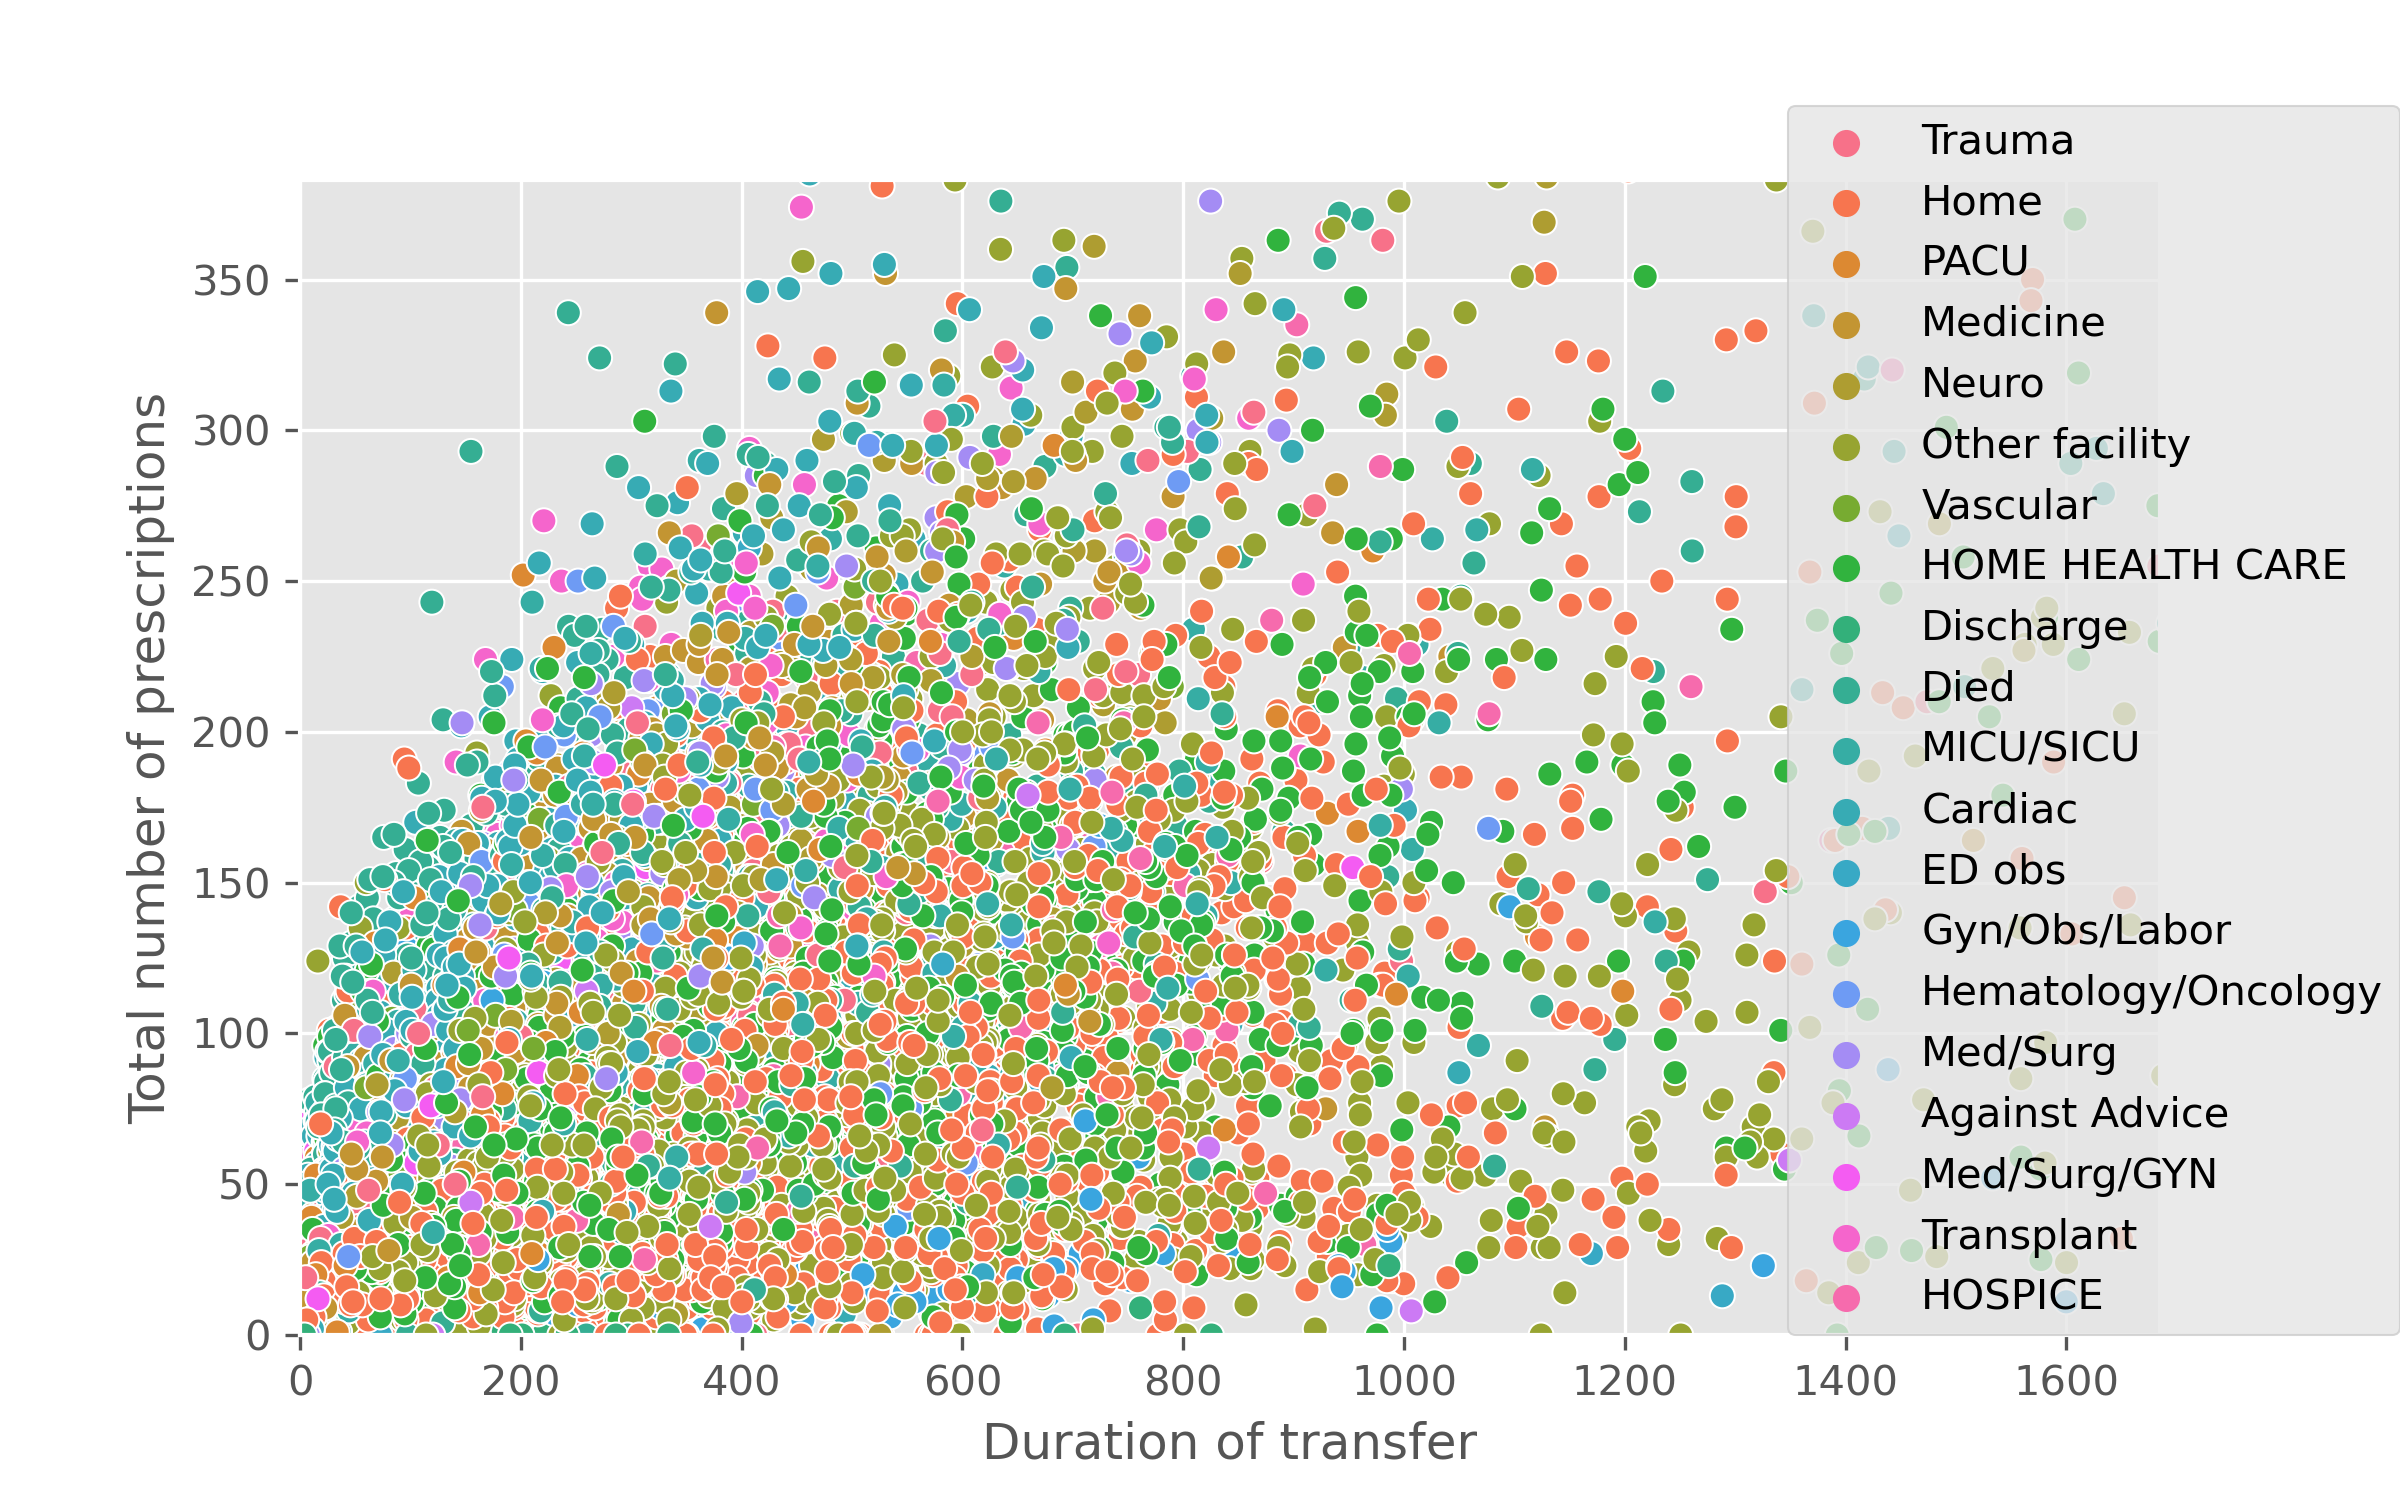 Trauma
Home
PACU
Medicine
Neuro
Other facility
Vascular
HOME HEALTH CARE
Discharge
Died
MICU/SICU
Cardiac
ED obs
Gyn/Obs/Labor
Hematology/Oncology
Med/Surg
Against Advice
Med/Surg/GYN
Transplant
HOSPICE
Total number of prescriptions
350
300
250
200
150
100
50
0
0 200 400 600 800 1000 1200 1400 1600
Duration of transfer